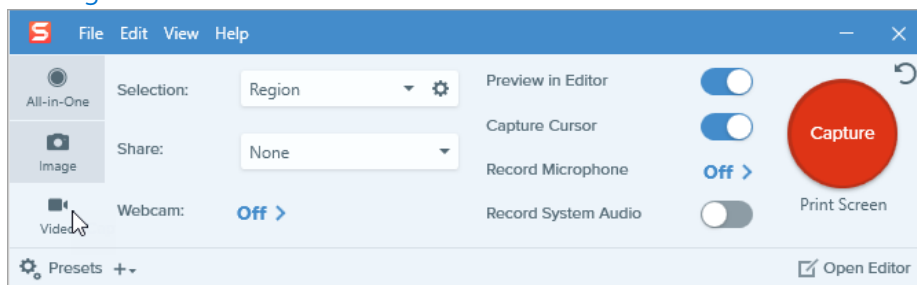 S File Edit View Help
All-in-One
Image
Video
Selection: Region
Share: None
Webcam: Off >
Preview in Editor
Capture Cursor
Record Microphone Off >
Record System Audio
Capture
Print Screen
Presets +
Open Editor